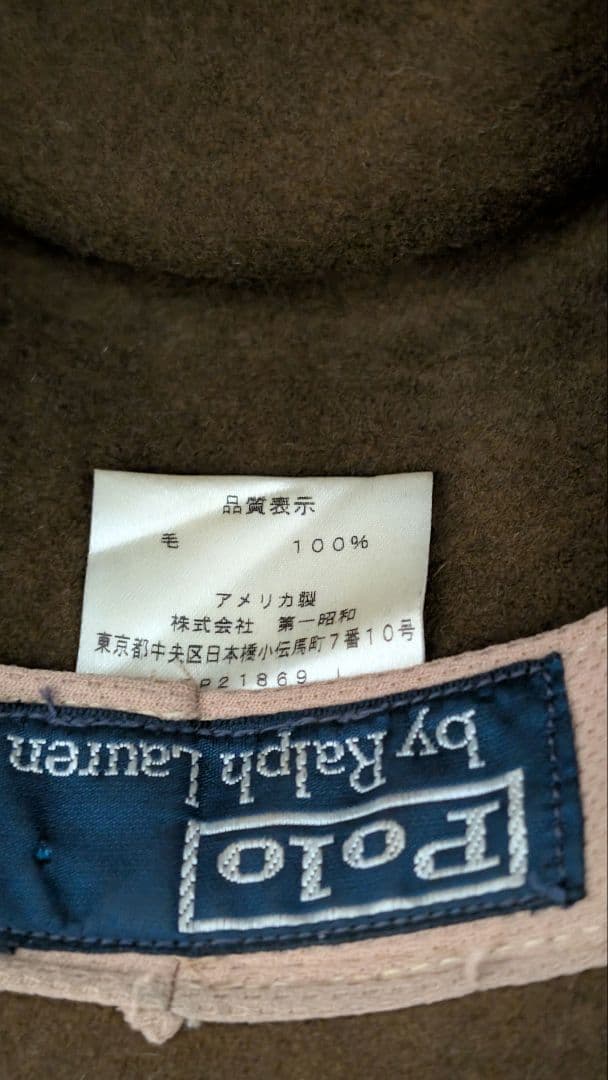 品質表示
毛 100%
アメリカ製
株式会社 第一昭和
東京都中央区日本橋小伝馬町7番10号
P21869
Polo
by Ralph Lauren